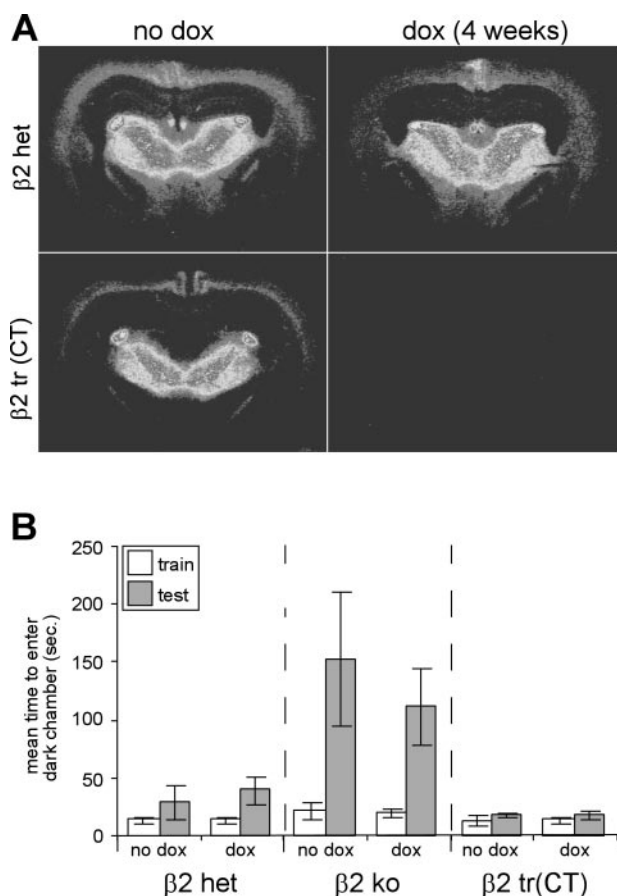 A
no dox
dox (4 weeks)
β2 het
β2 tr (CT)
B
250
200
150
100
50
0
mean time to enter
dark chamber (sec.)
train
test
no dox
dox
no dox
dox
no dox
dox
β2 het
β2 ko
β2 tr(CT)